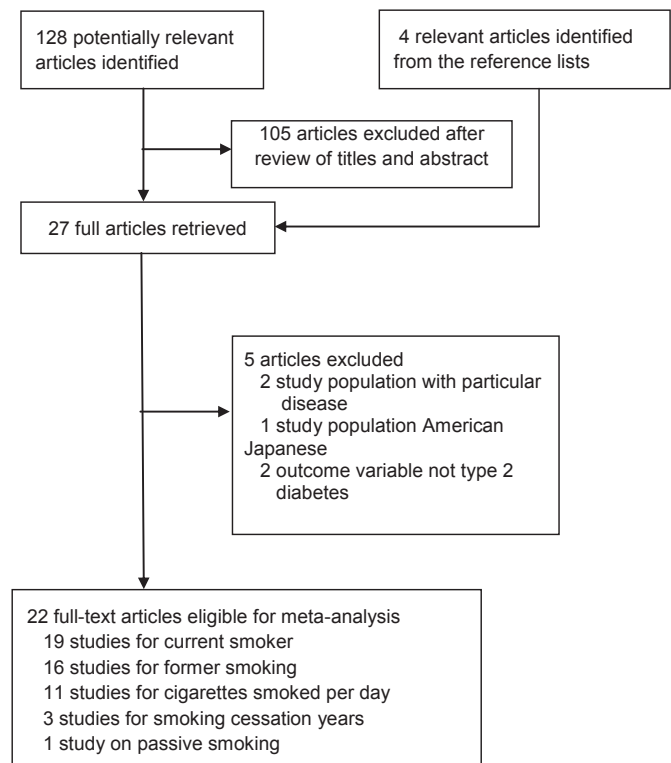 128 potentially relevant
articles identified
4 relevant articles identified
from the reference lists
105 articles excluded after
review of titles and abstract
27 full articles retrieved
5 articles excluded
2 study population with particular
disease
1 study population American
Japanese
2 outcome variable not type 2
diabetes
22 full-text articles eligible for meta-analysis
19 studies for current smoker
16 studies for former smoking
11 studies for cigarettes smoked per day
3 studies for smoking cessation years
1 study on passive smoking